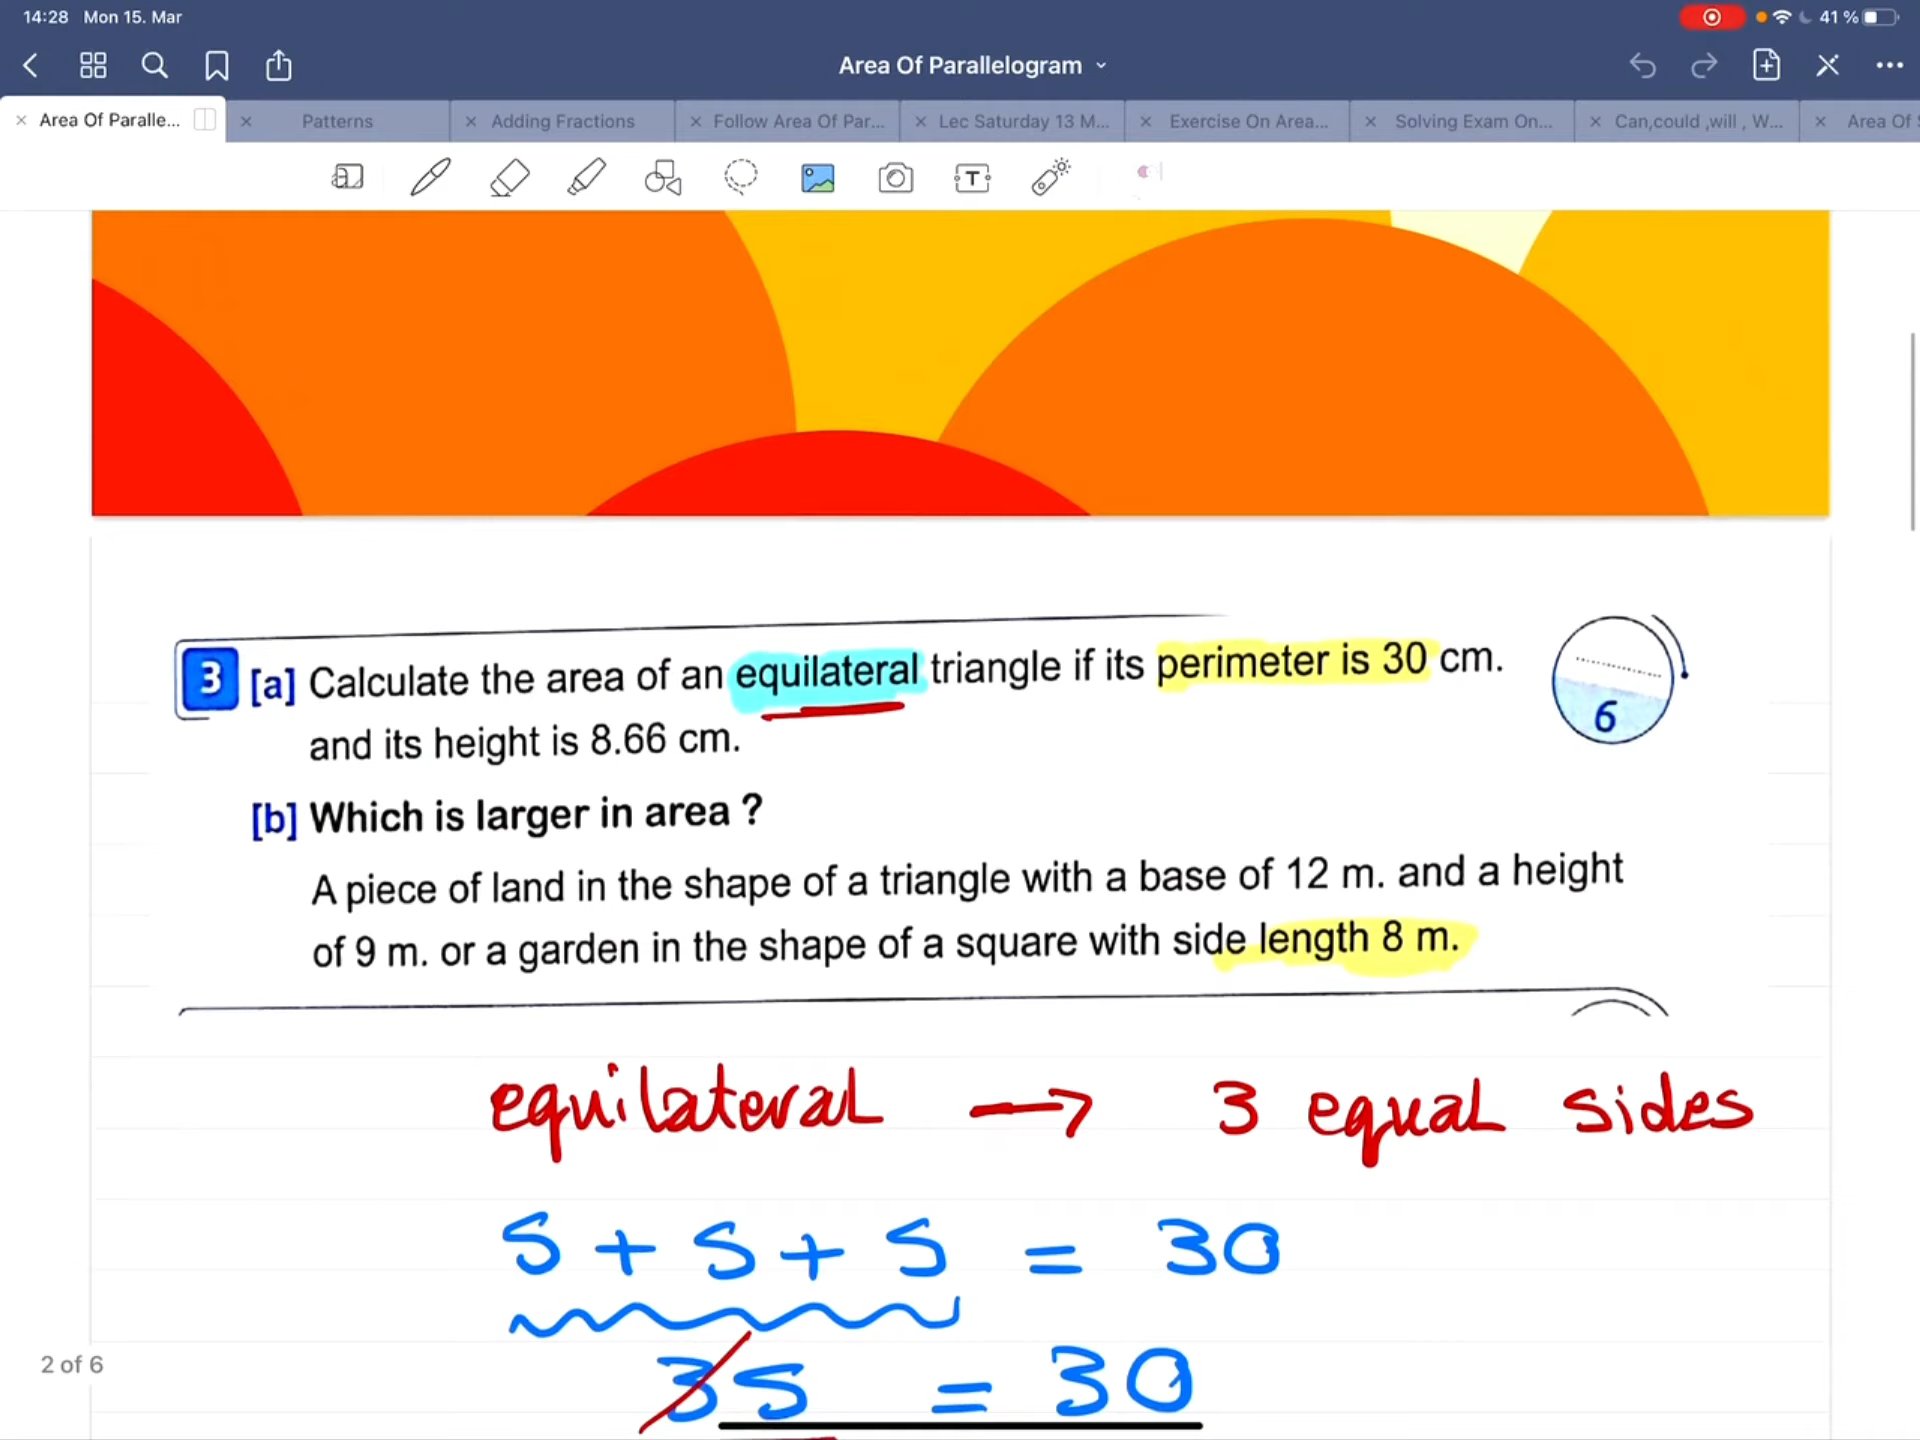 14:28 Mon 15. Mar 41 %
Area Of Parallelogram
Area Of Paralle... Patterns Adding Fractions Follow Area Of Par... Lec Saturday 13 M... Exercise On Area... Solving Exam On... Can,could ,will , W... Area Of
T
3 [a] Calculate the area of an equilateral triangle if its perimeter is 30 cm.
and its height is 8.66 cm.
6
[b] Which is larger in area ?
A piece of land in the shape of a triangle with a base of 12 m. and a height
of 9 m. or a garden in the shape of a square with side length 8 m.
equilateral → 3 equal sides
S + S + S = 30
3S = 30
2 of 6